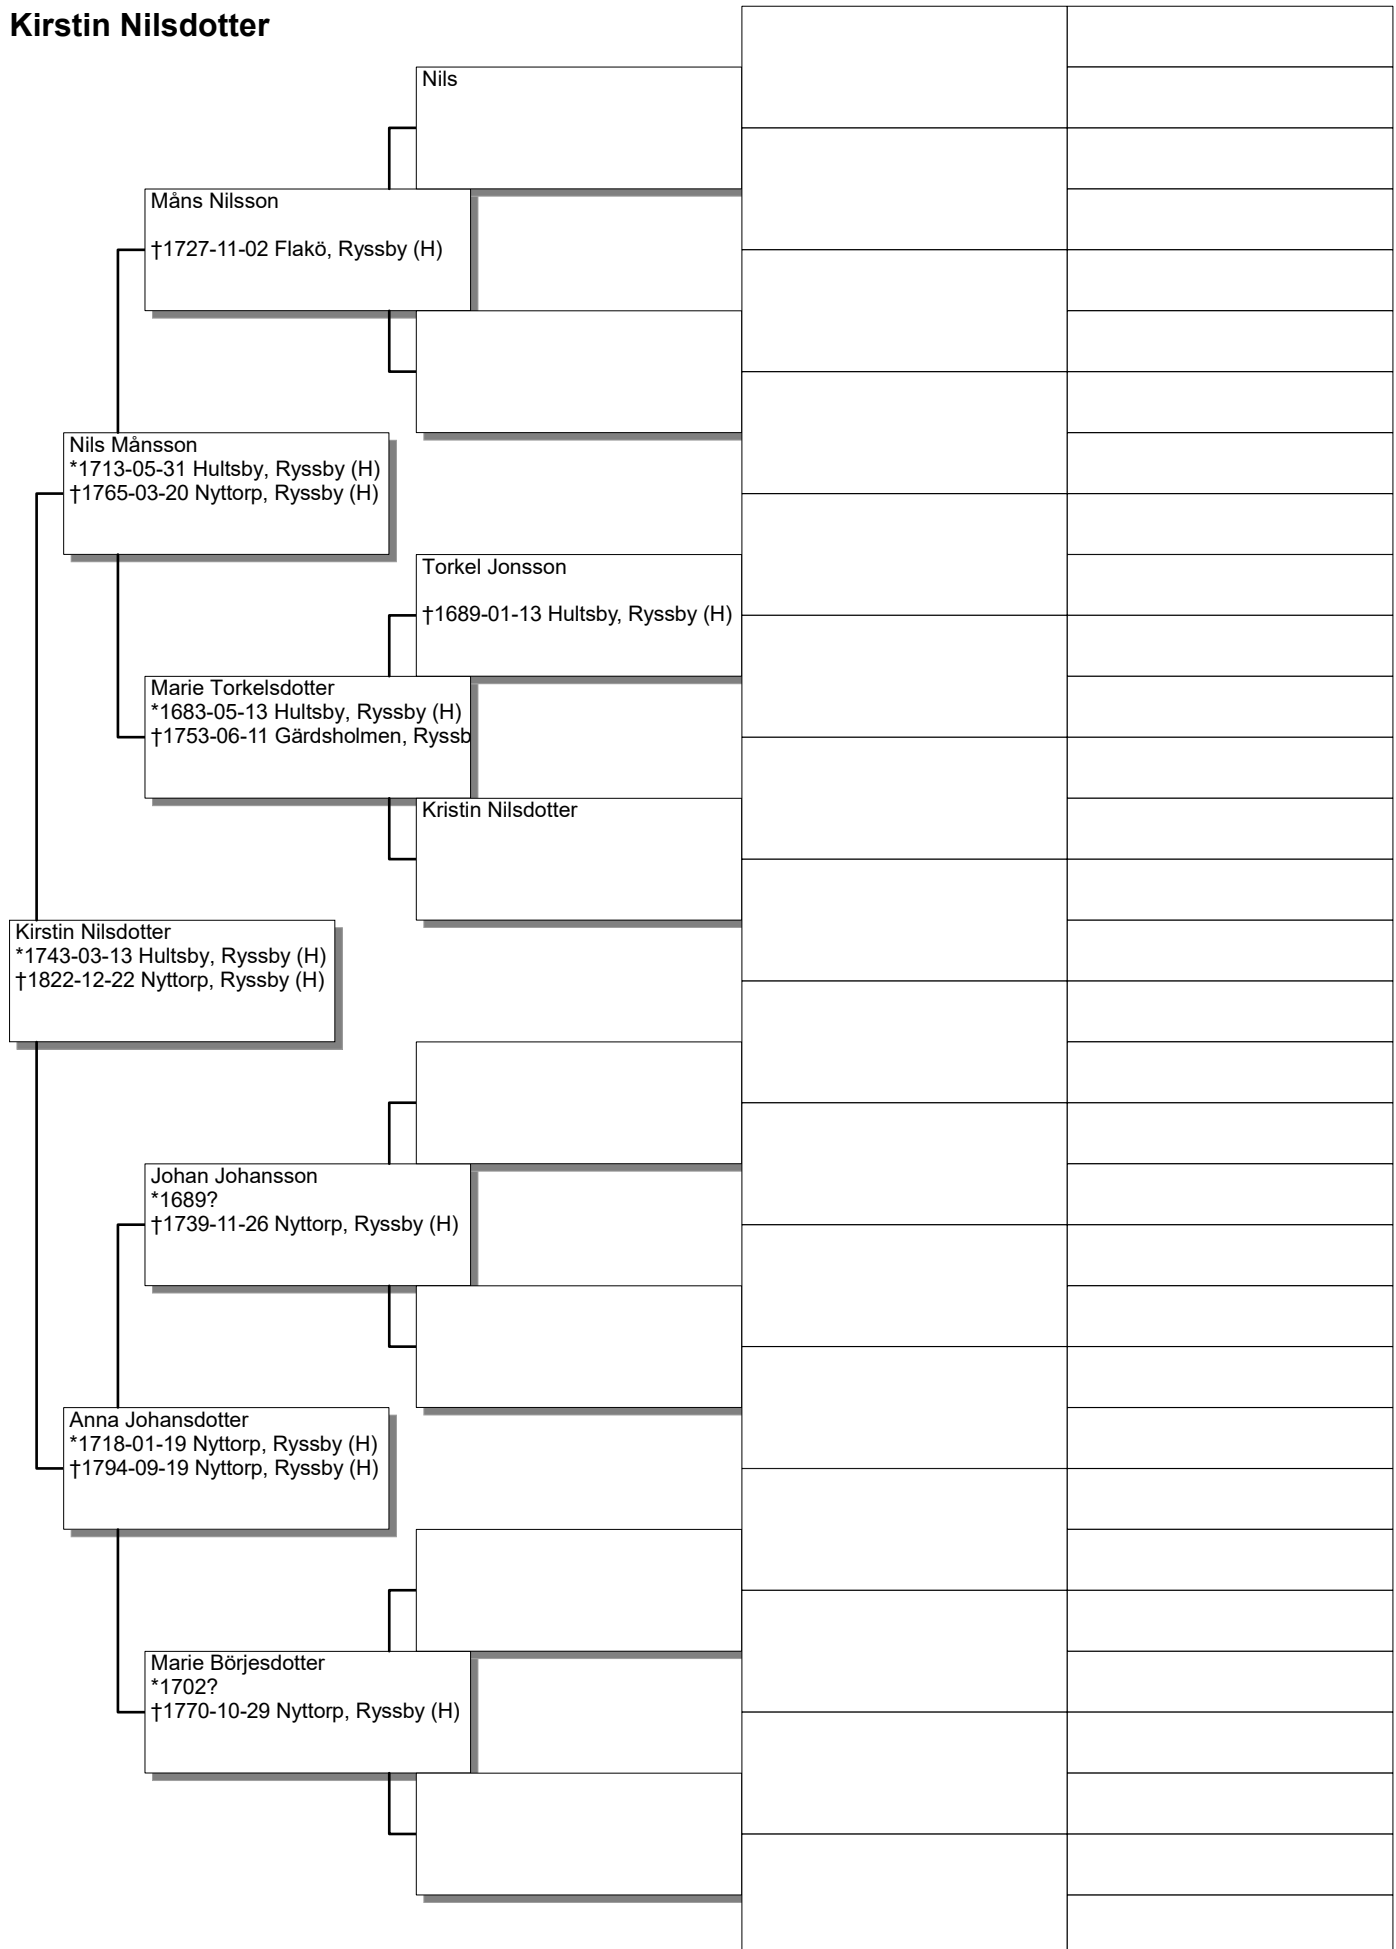 Kirstin Nilsdotter
Nils
Måns Nilsson
†1727-11-02 Flakö, Ryssby (H)
Nils Månsson
*1713-05-31 Hultsby, Ryssby (H)
†1765-03-20 Nyttorp, Ryssby (H)
Torkel Jonsson
†1689-01-13 Hultsby, Ryssby (H)
Marie Torkelsdotter
*1683-05-13 Hultsby, Ryssby (H)
†1753-06-11 Gärdsholmen, Ryssb
Kristin Nilsdotter
Kirstin Nilsdotter
*1743-03-13 Hultsby, Ryssby (H)
†1822-12-22 Nyttorp, Ryssby (H)
Johan Johansson
*1689?
†1739-11-26 Nyttorp, Ryssby (H)
Anna Johansdotter
*1718-01-19 Nyttorp, Ryssby (H)
†1794-09-19 Nyttorp, Ryssby (H)
Marie Börjesdotter
*1702?
†1770-10-29 Nyttorp, Ryssby (H)